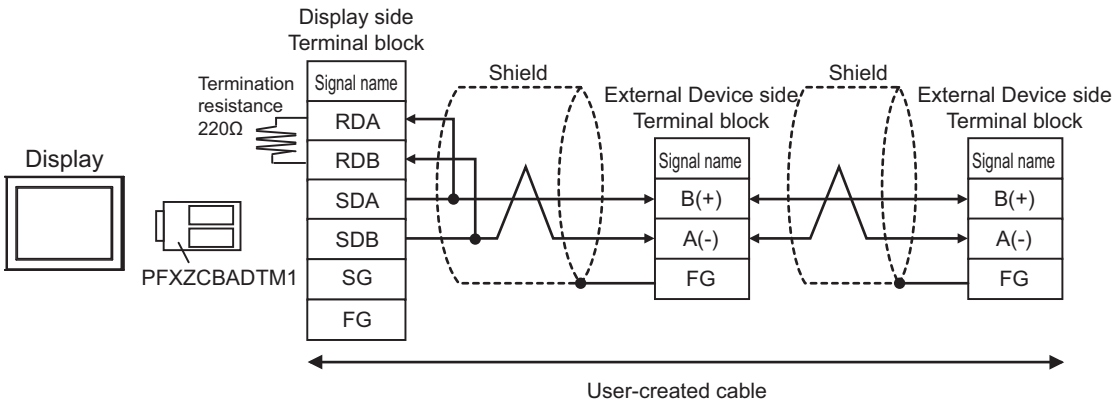 Display side
Terminal block
Termination
resistance
220Ω
Signal name
RDA
RDB
SDA
SDB
SG
FG
Display
PFXZCBADTM1
Shield
External Device side
Terminal block
Signal name
B(+)
A(-)
FG
Shield
External Device side
Terminal block
Signal name
B(+)
A(-)
FG
User-created cable